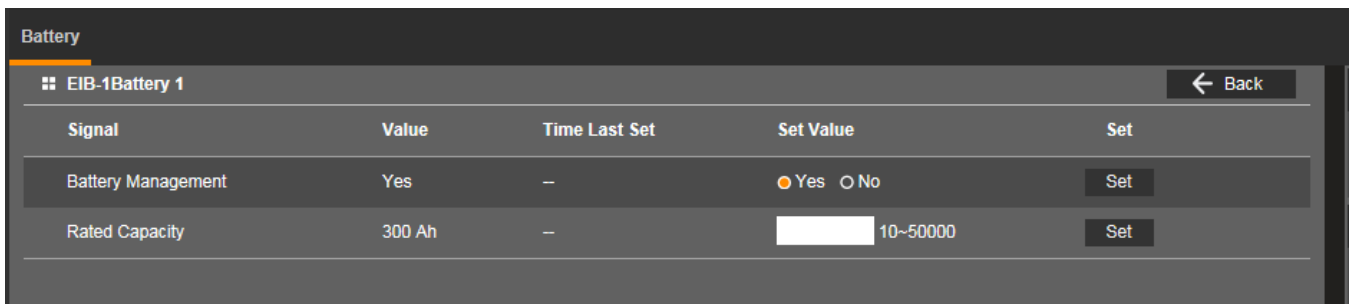 Battery
EIB-1Battery 1 Back
Signal Value Time Last Set Set Value Set
Battery Management Yes -- Yes No Set
Rated Capacity 300 Ah -- 10~50000 Set